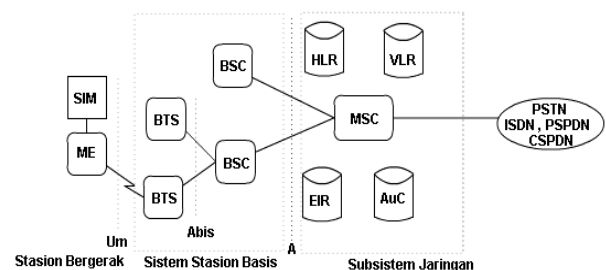 HLR
VLR
BSC
SIM
BTS
MSC
PSTN
ISDN , PSPDN
CSPDN
ME
BSC
BTS
EIR
AuC
Abis
Um
A
Stasion Bergerak
Sistem Stasion Basis
Subsistem Jaringan